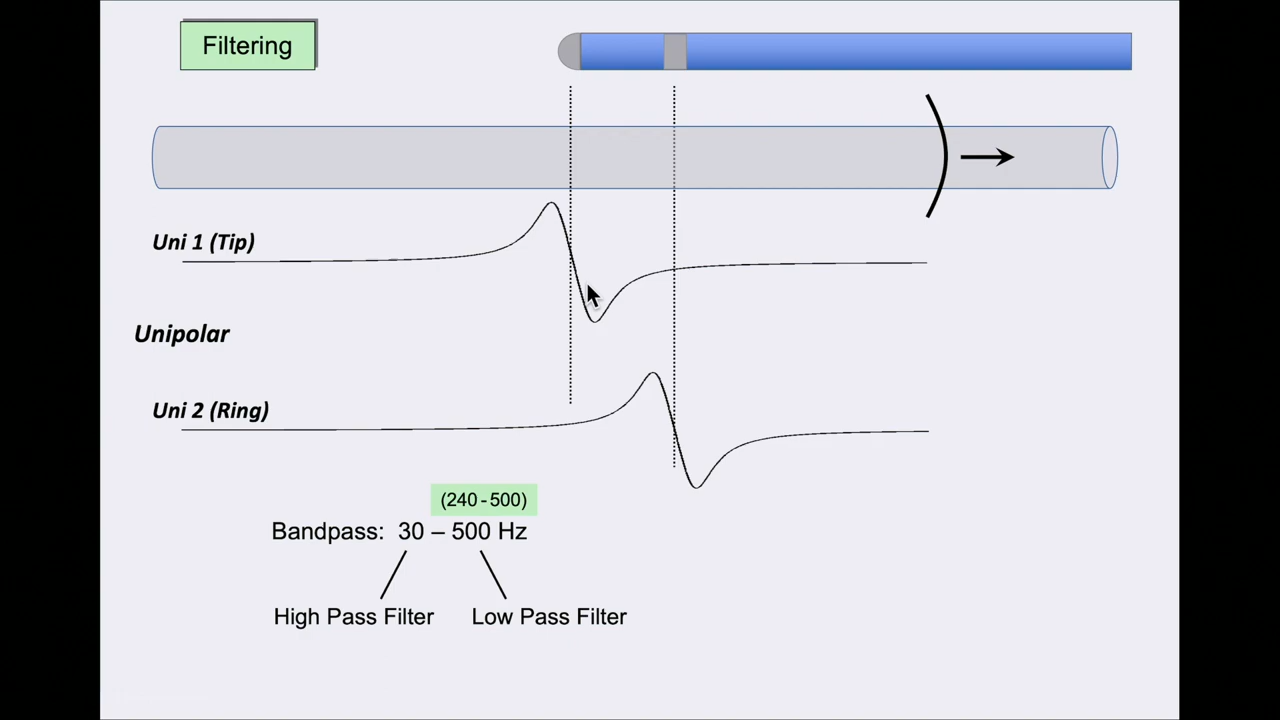 Filtering
Uni 1 (Tip)
Unipolar
Uni 2 (Ring)
(240 - 500)
Bandpass: 30 – 500 Hz
High Pass Filter Low Pass Filter